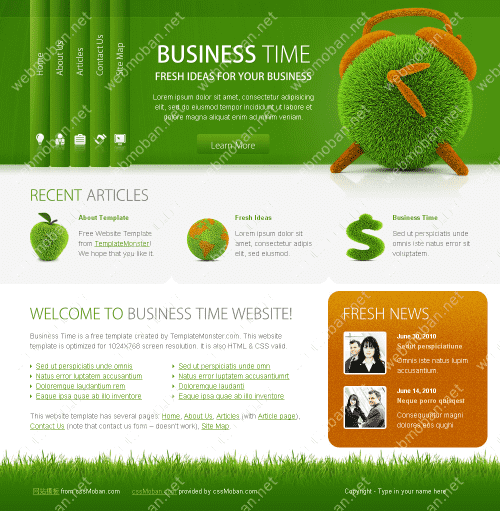 Home
About Us
Articles
Contact Us
Site Map
BUSINESS TIME
FRESH IDEAS FOR YOUR BUSINESS
Lorem ipsum dolor sit amet, consectetur adipiscing
elit, sed do eiusmod tempor incididunt ut labore et
dolore magna aliquat enim ad minim veniam.
Learn More
RECENT ARTICLES
About Template
Free Website Template
from TemplateMonster!
We hope that you like it.
Fresh Ideas
Lorem ipsum dolor sit
amet, consectetur adipis
elit, sed eiusmod.
Business Time
Sed ut perspiciatis unde
omnis iste natus error sit
voluptatem.
WELCOME TO BUSINESS TIME WEBSITE!
Business Time is a free template created by TemplateMonster.com. This website
template is optimized for 1024X768 screen resolution. It is also HTML & CSS valid.
Sed ut perspiciatis unde omnis
Natus error luptatem accusantium
Doloremque laudantium rem
Eaque ipsa quae ab illo inventore
Sed ut perspiciatis unde omn
Natus error luptatem accusantiumrt
Doloremque laudanti
Eaque ipsa quae ab illo inventore
This website template has several pages: Home, About Us, Articles (with Article page),
Contact Us (note that contact us form – doesn't work), Site Map.
FRESH NEWS
June 30, 2010
Sedut perspiciatiune
Omnis iste natus lupium
accusantium.
June 14, 2010
Neque porro quisqest
Consequuntur magni
dolores eos qughi
网站模板 from cssMoban.com
cssMoban.com provided by cssMoban.com
Copyright - Type in your name here
webmoban.net